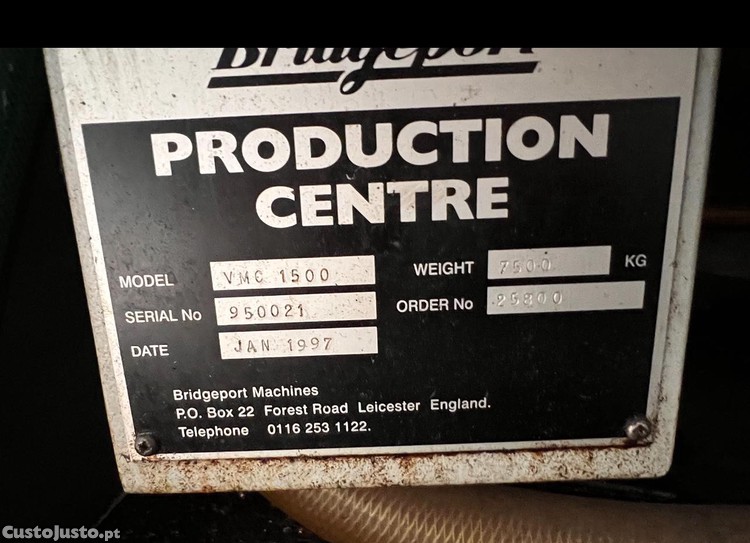 Bridgeport
PRODUCTION
CENTRE
MODEL VMC 1500 WEIGHT 7500 KG
SERIAL No 950021 ORDER No 25800
DATE JAN 1997
Bridgeport Machines
P.O. Box 22 Forest Road Leicester England.
Telephone 0116 253 1122.
CustoJusto.pt